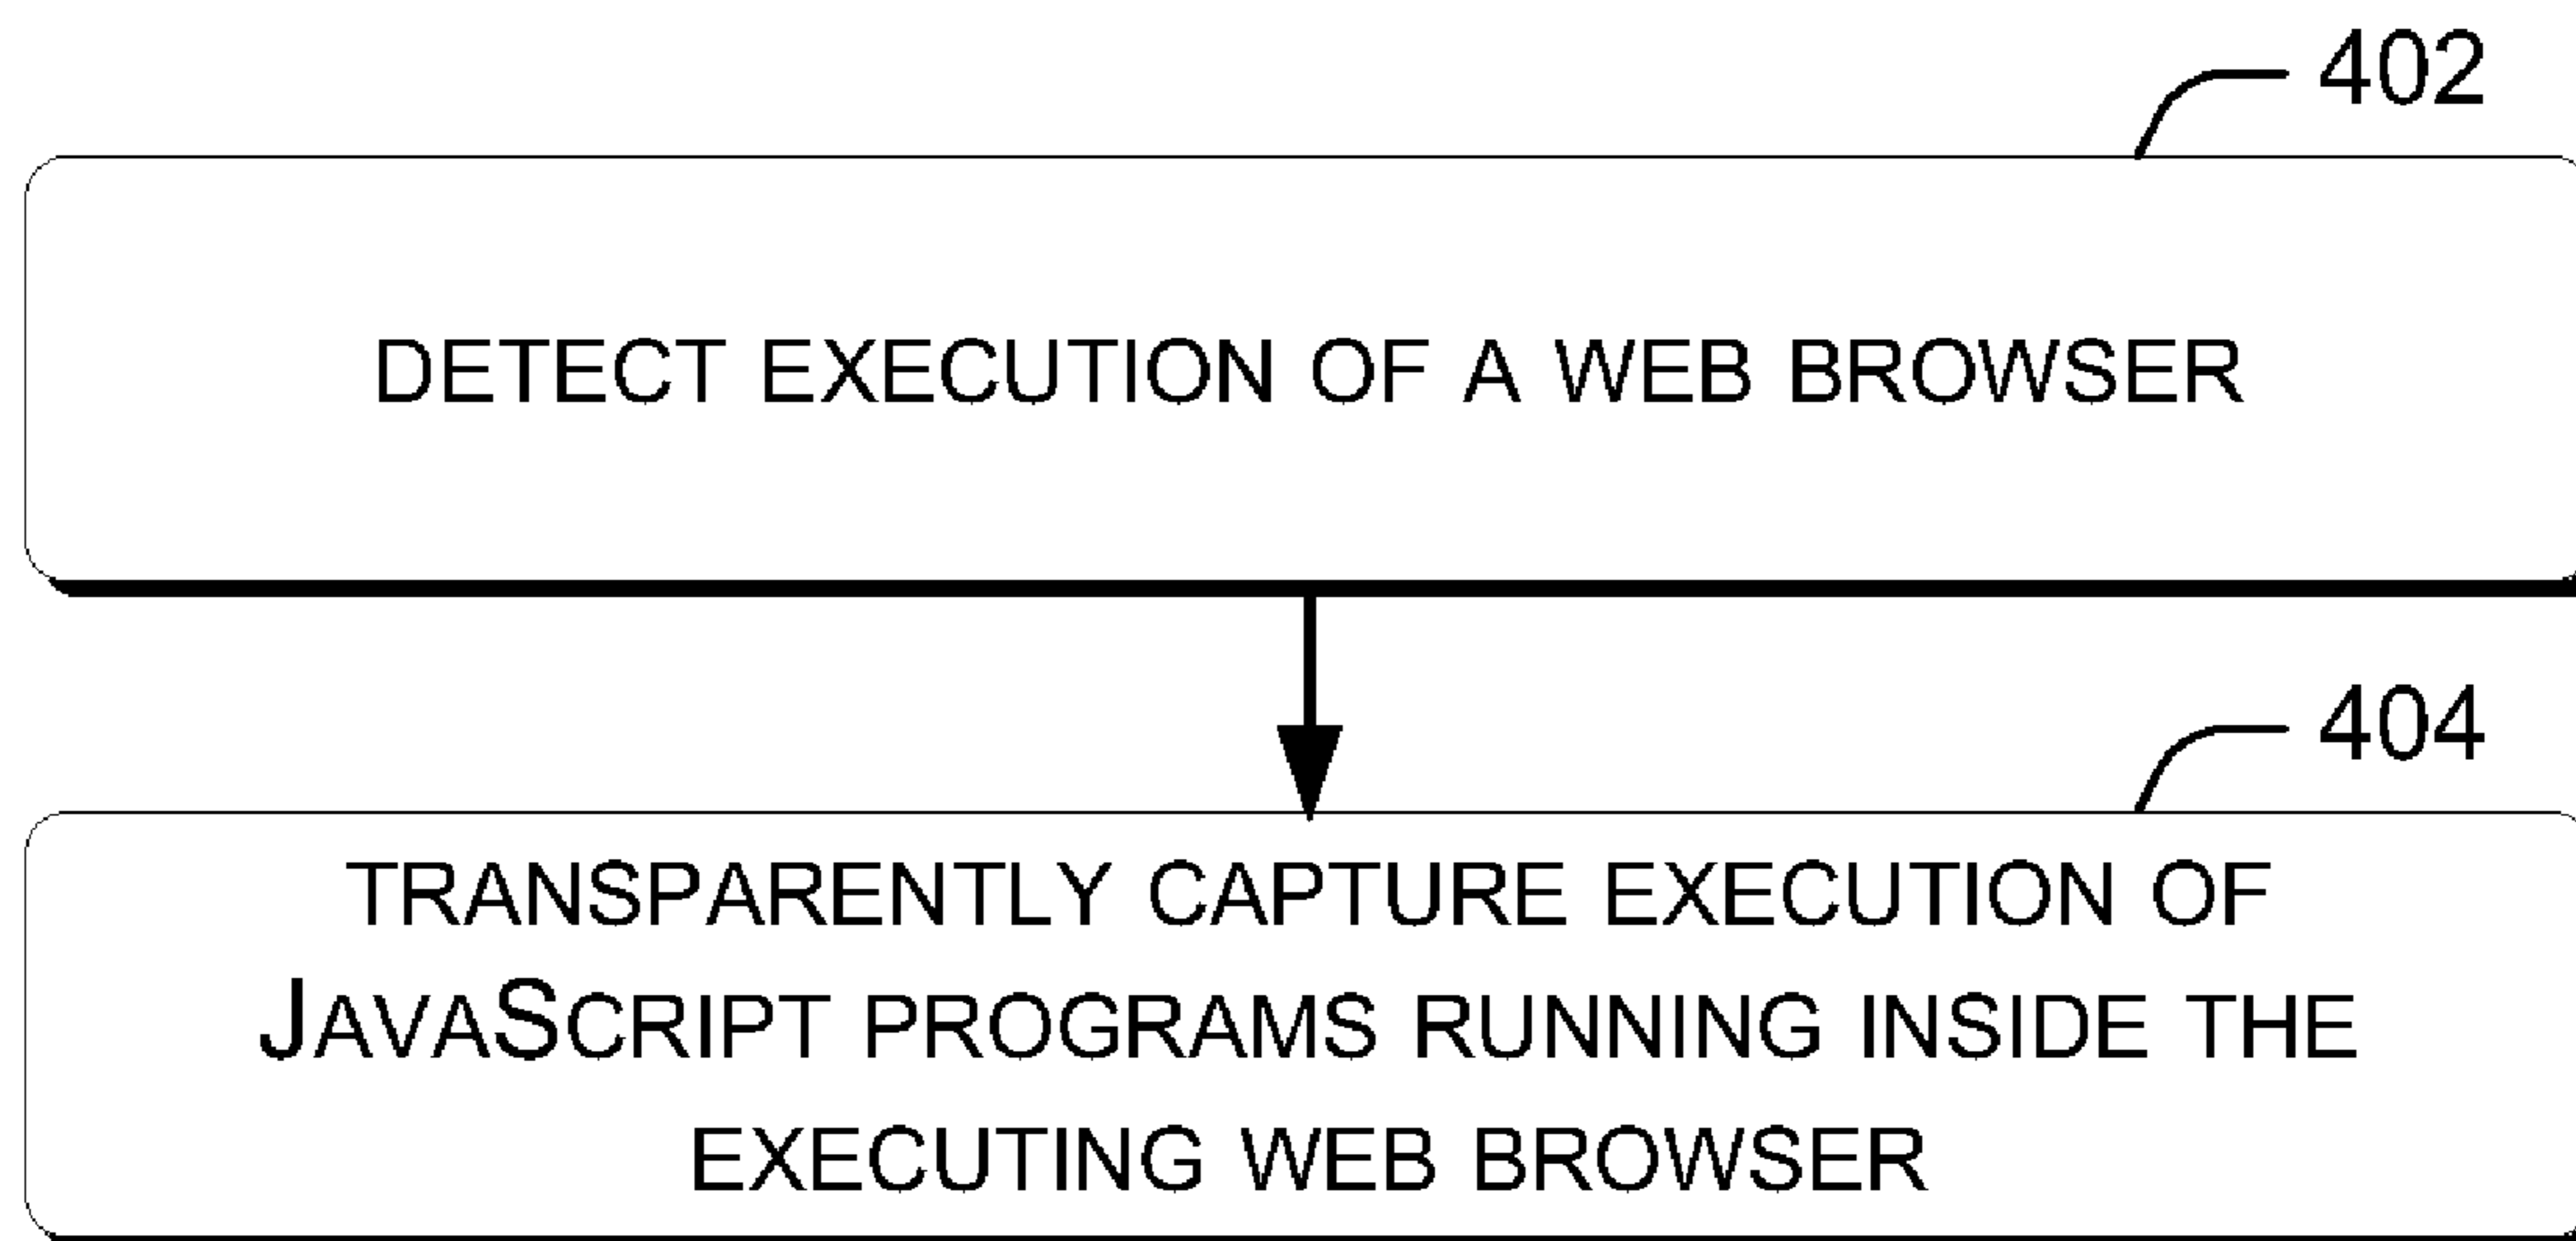 402
DETECT EXECUTION OF A WEB BROWSER
404
TRANSPARENTLY CAPTURE EXECUTION OF
JAVASCRIPT PROGRAMS RUNNING INSIDE THE
EXECUTING WEB BROWSER